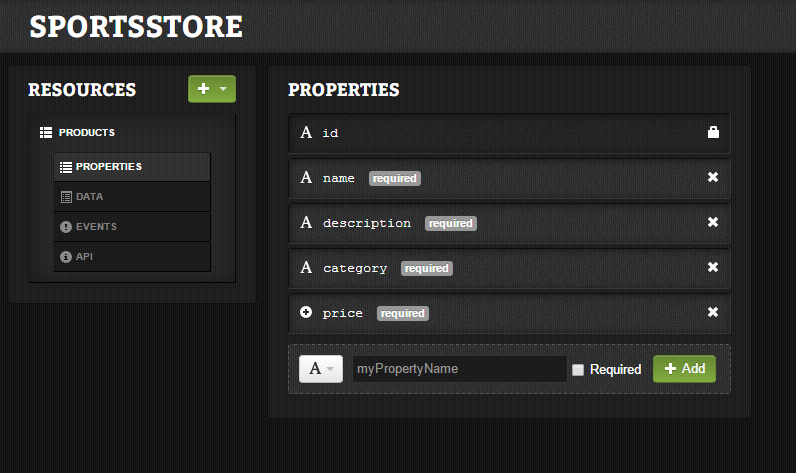 SPORTSSTORE
RESOURCES
PRODUCTS
PROPERTIES
DATA
EVENTS
API
PROPERTIES
A id
A name required
A description required
A category required
price required
A myPropertyName Required Add